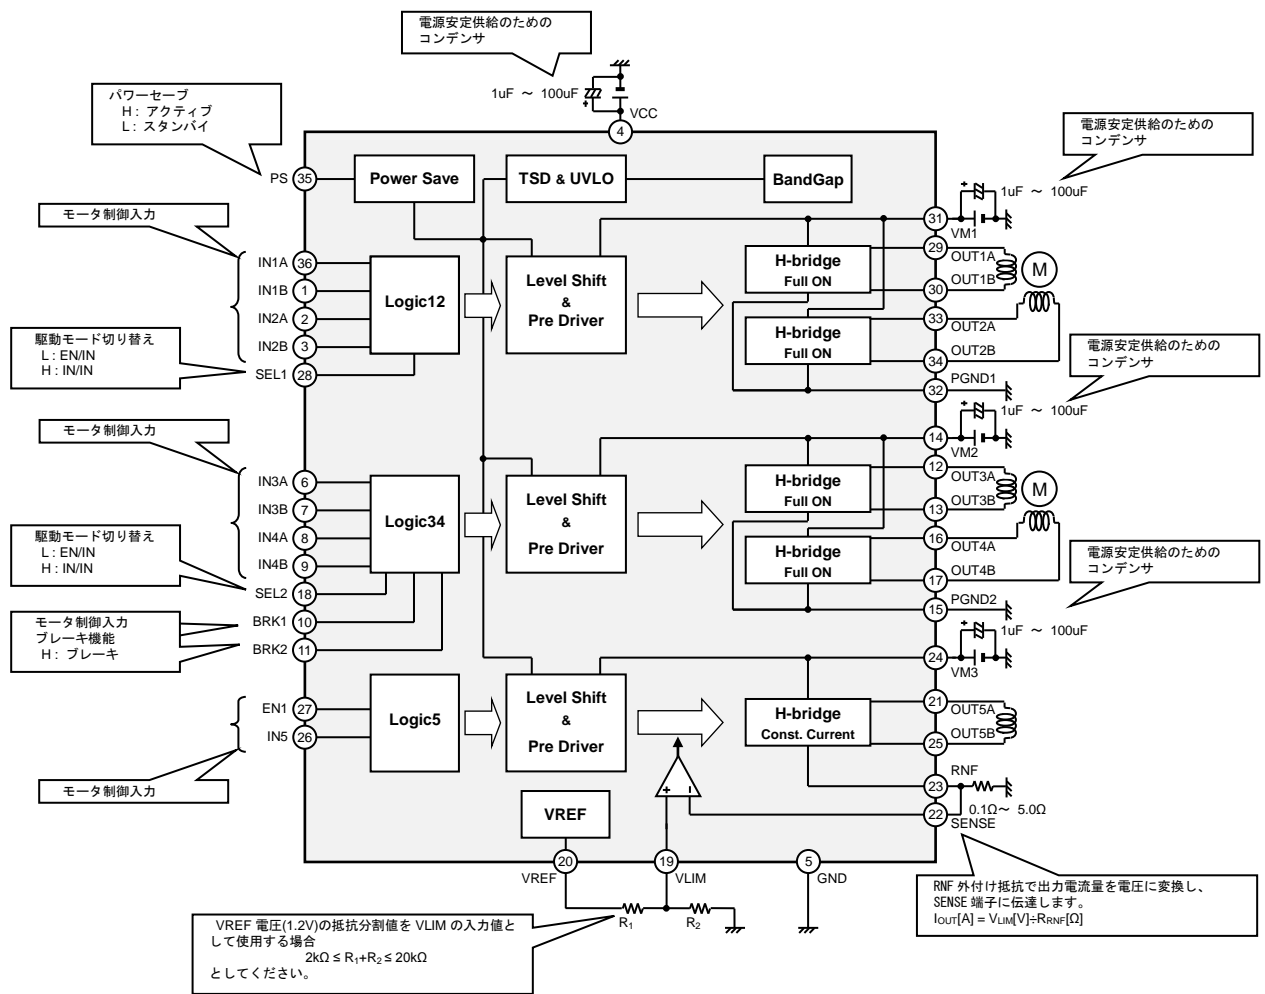 電源安定供給のための
コンデンサ
1uF ～ 100uF
VCC
4
パワーセーブ
H： アクティブ
L： スタンバイ
電源安定供給のための
コンデンサ
PS
35
Power Save
TSD & UVLO
BandGap
1uF ～ 100uF
31
VM1
モータ制御入力
IN1A
36
IN1B
1
IN2A
2
IN2B
3
SEL1
28
Logic12
Level Shift
&
Pre Driver
H-bridge
Full ON
H-bridge
Full ON
29
OUT1A
OUT1B
30
M
33
OUT2A
OUT2B
34
32
PGND1
駆動モード切り替え
L : EN/IN
H : IN/IN
電源安定供給のための
コンデンサ
1uF ～ 100uF
14
VM2
モータ制御入力
IN3A
6
IN3B
7
IN4A
8
IN4B
9
SEL2
18
BRK1
10
BRK2
11
Logic34
Level Shift
&
Pre Driver
H-bridge
Full ON
H-bridge
Full ON
12
OUT3A
OUT3B
13
M
16
OUT4A
OUT4B
17
15
PGND2
駆動モード切り替え
L : EN/IN
H : IN/IN
モータ制御入力
ブレーキ機能
H： ブレーキ
電源安定供給のための
コンデンサ
1uF ～ 100uF
24
VM3
EN1
27
IN5
26
Logic5
Level Shift
&
Pre Driver
H-bridge
Const. Current
21
OUT5A
OUT5B
25
モータ制御入力
+
－
RNF
23
0.1Ω～ 5.0Ω
22
SENSE
VREF
20
VREF
19
VLIM
5
GND
R1
R2
VREF 電圧(1.2V)の抵抗分割値を VLIM の入力値と
して使用する場合
2kΩ ≤ R1+R2 ≤ 20kΩ
としてください。
RNF 外付け抵抗で出力電流量を電圧に変換し、
SENSE 端子に伝達します。
IOUT[A] = VLIM[V]÷RRNF[Ω]